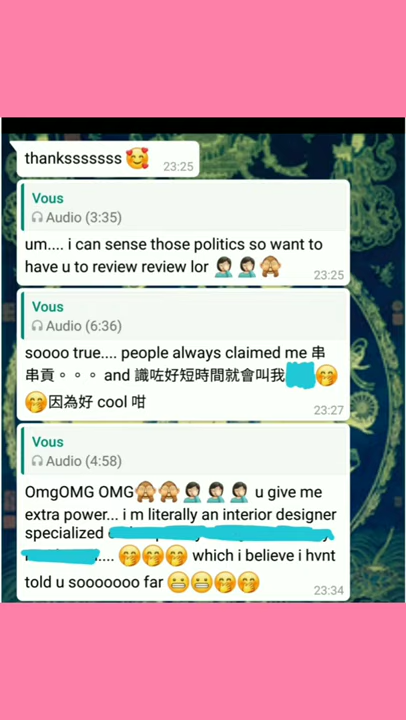 thanksssssss 🥰 23:25
Vous
Audio (3:35)
um.... i can sense those politics so want to
have u to review review lor 🤦🏻‍♀️🤦🏻‍♀️🙈 23:25
Vous
Audio (6:36)
soooo true.... people always claimed me 串
串貢。。。 and 識咗好短時間就會叫我 🤭
🤭因為好 cool 咁 23:27
Vous
Audio (4:58)
OmgOMG OMG🙈🙈🤦🏻‍♀️🤦🏻‍♀️🤦🏻‍♀️ u give me
extra power... i m literally an interior designer
specialized
.... 🤭🤭🤭 which i believe i hvnt
told u sooooooo far 😬😬🤭🤭 23:34